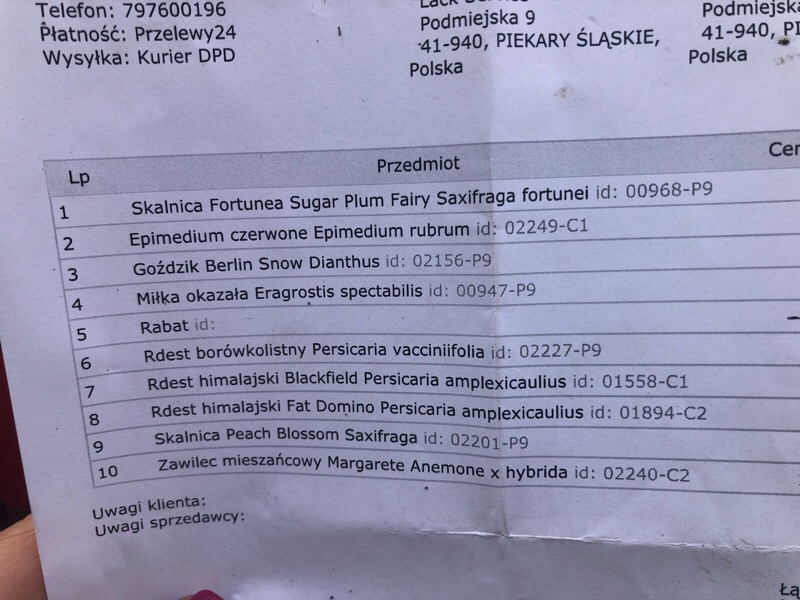 Telefon: 797600196
Płatność: Przelewy24
Wysyłka: Kurier DPD
Podmiejska 9
41-940, PIEKARY ŚLĄSKIE,
Polska
Podmiejska
41-940,
Polska
Lp Przedmiot
1 Skalnica Fortunea Sugar Plum Fairy Saxifraga fortunei id: 00968-P9
2 Epimedium czerwone Epimedium rubrum id: 02249-C1
3 Goździk Berlin Snow Dianthus id: 02156-P9
4 Miłka okazała Eragrostis spectabilis id: 00947-P9
5 Rabat id:
6 Rdest borówkolistny Persicaria vacciniifolia id: 02227-P9
7 Rdest himalajski Blackfield Persicaria amplexicaulius id: 01558-C1
8 Rdest himalajski Fat Domino Persicaria amplexicaulius id: 01894-C2
9 Skalnica Peach Blossom Saxifraga id: 02201-P9
10 Zawilec mieszańcowy Margarete Anemone x hybrida id: 02240-C2
Uwagi klienta:
Uwagi sprzedawcy: